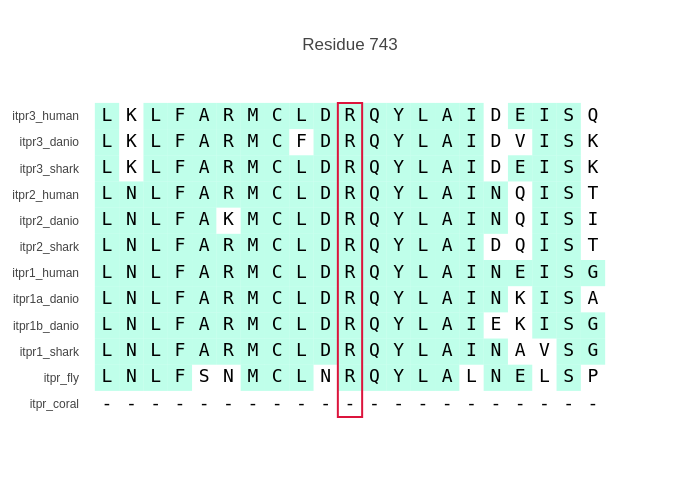 Residue 743
itpr3_human L K L F A R M C L D R Q Y L A I D E I S Q
itpr3_danio L K L F A R M C F D R Q Y L A I D V I S K
itpr3_shark L K L F A R M C L D R Q Y L A I D E I S K
itpr2_human L N L F A R M C L D R Q Y L A I N Q I S T
itpr2_danio L N L F A K M C L D R Q Y L A I N Q I S I
itpr2_shark L N L F A R M C L D R Q Y L A I D Q I S T
itpr1_human L N L F A R M C L D R Q Y L A I N E I S G
itpr1a_danio L N L F A R M C L D R Q Y L A I N K I S A
itpr1b_danio L N L F A R M C L D R Q Y L A I E K I S G
itpr1_shark L N L F A R M C L D R Q Y L A I N A V S G
itpr_fly L N L F S N M C L N R Q Y L A L N E L S P
itpr_coral - - - - - - - - - - - - - - - - - - - - -